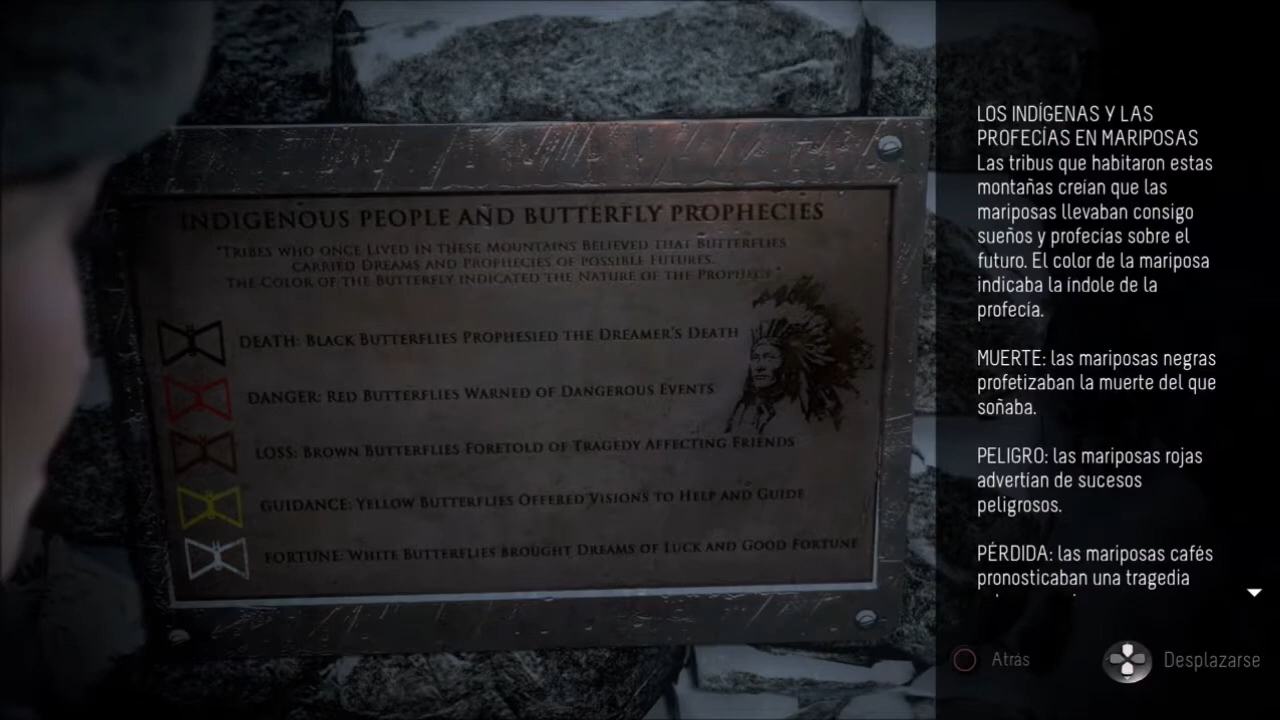 INDIGENOUS PEOPLE AND BUTTERFLY PROPHECIES
"TRIBES WHO ONCE LIVED IN THESE MOUNTAINS BELIEVED THAT BUTTERFLIES
CARRIED DREAMS AND PROPHECIES OF POSSIBLE FUTURES.
THE COLOR OF THE BUTTERFLY INDICATED THE NATURE OF THE PROPHECY"
DEATH: BLACK BUTTERFLIES PROPHESIED THE DREAMER'S DEATH
DANGER: RED BUTTERFLIES WARNED OF DANGEROUS EVENTS
LOSS: BROWN BUTTERFLIES FORETOLD OF TRAGEDY AFFECTING FRIENDS
GUIDANCE: YELLOW BUTTERFLIES OFFERED VISIONS TO HELP AND GUIDE
FORTUNE: WHITE BUTTERFLIES BROUGHT DREAMS OF LUCK AND GOOD FORTUNE
LOS INDÍGENAS Y LAS
PROFECÍAS EN MARIPOSAS
Las tribus que habitaron estas
montañas creían que las
mariposas llevaban consigo
sueños y profecías sobre el
futuro. El color de la mariposa
indicaba la índole de la
profecía.
MUERTE: las mariposas negras
profetizaban la muerte del que
soñaba.
PELIGRO: las mariposas rojas
advertían de sucesos
peligrosos.
PÉRDIDA: las mariposas cafés
pronosticaban una tragedia
Atrás
Desplazarse